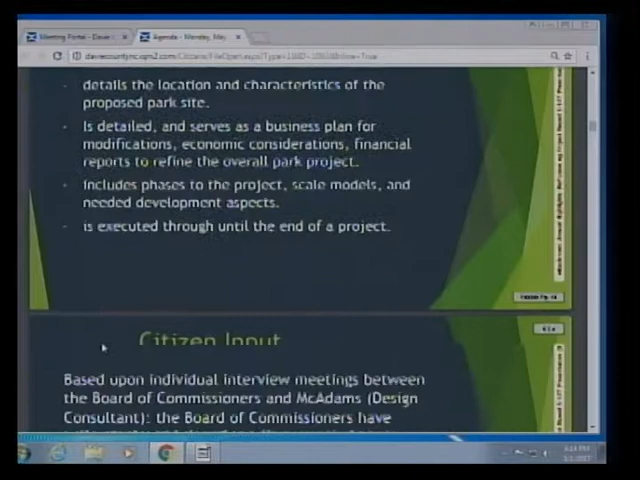 details the location and characteristics of the
proposed park site.
- Is detailed, and serves as a business plan for
modifications, economic considerations, financial
reports to refine the overall park project.
- Includes phases to the project, scale models, and
needed development aspects.
- is executed through until the end of a project.
Citizen Input
Based upon individual interview meetings between
the Board of Commissioners and McAdams (Design
Consultant): the Board of Commissioners have